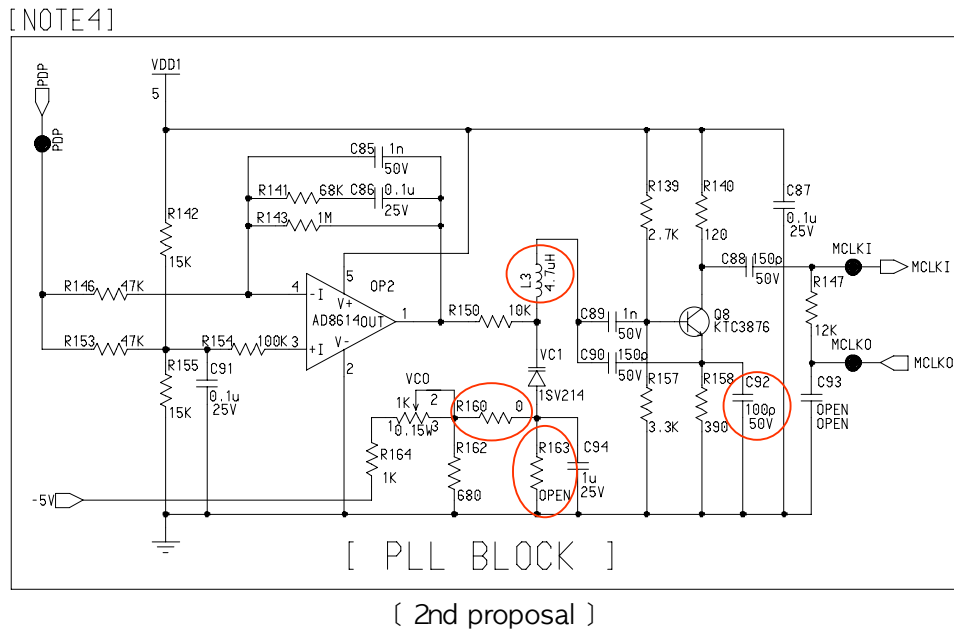 [NOTE4]
PDP
PDP
VDD1
5
C85 1n
50V
R141 68K C86 0.1u
25V
R143 1M
R142
15K
R139
2.7K
R140
120
C87
0.1u
25V
C88 150p
50V
MCLKI
MCLKI
R147
12K
MCLKO
MCLKO
L3
4.7uH
R146 47K
4 -I
5
V+
OP2
AD8614
OUT
1
R150 10K
C89 1n
50V
C90 150p
50V
Q8
KTC3876
R153 47K
R154 100K
3 +I
V-
2
R155
15K
C91
0.1u
25V
VC1
1SV214
VCO
2
1K
1
0.15W
3
R160 0
R157
3.3K
R158
390
C92
100p
50V
C93
OPEN
OPEN
R164
1K
R162
680
R163
OPEN
C94
1u
25V
-5V
[ PLL BLOCK ]
( 2nd proposal )